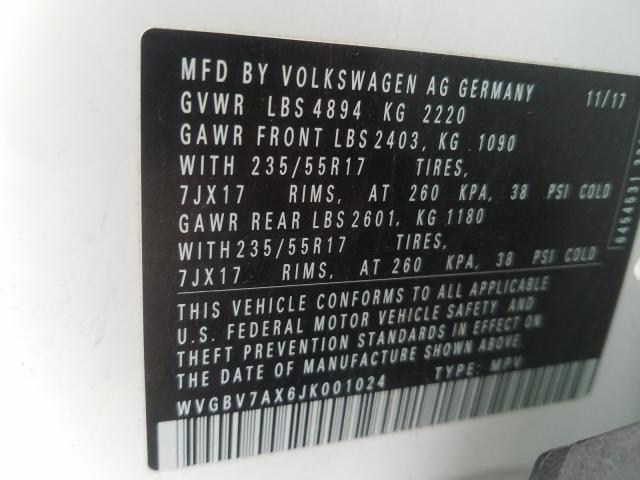 MFD BY VOLKSWAGEN AG GERMANY 11/17
GVWR LBS 4894 KG 2220
GAWR FRONT LBS 2403, KG 1090
WITH 235/55R17 TIRES,
7JX17 RIMS, AT 260 KPA, 38 PSI COLD
GAWR REAR LBS 2601, KG 1180
WITH 235/55R17 TIRES,
7JX17 RIMS, AT 260 KPA, 38 PSI COLD
THIS VEHICLE CONFORMS TO ALL APPLICABLE
U.S. FEDERAL MOTOR VEHICLE SAFETY AND
THEFT PREVENTION STANDARDS IN EFFECT ON
THE DATE OF MANUFACTURE SHOWN ABOVE
WVGBV7AX6JK001024 TYPE: MPV